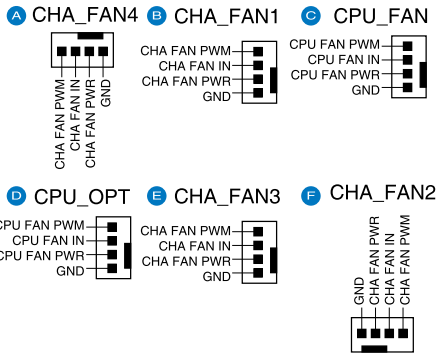 A CHA_FAN4
CHA FAN PWM
CHA FAN IN
CHA FAN PWR
GND
B CHA_FAN1
CHA FAN PWM
CHA FAN IN
CHA FAN PWR
GND
C CPU_FAN
CPU FAN PWM
CPU FAN IN
CPU FAN PWR
GND
D CPU_OPT
CPU FAN PWM
CPU FAN IN
CPU FAN PWR
GND
E CHA_FAN3
CHA FAN PWM
CHA FAN IN
CHA FAN PWR
GND
F CHA_FAN2
GND
CHA FAN PWR
CHA FAN IN
CHA FAN PWM